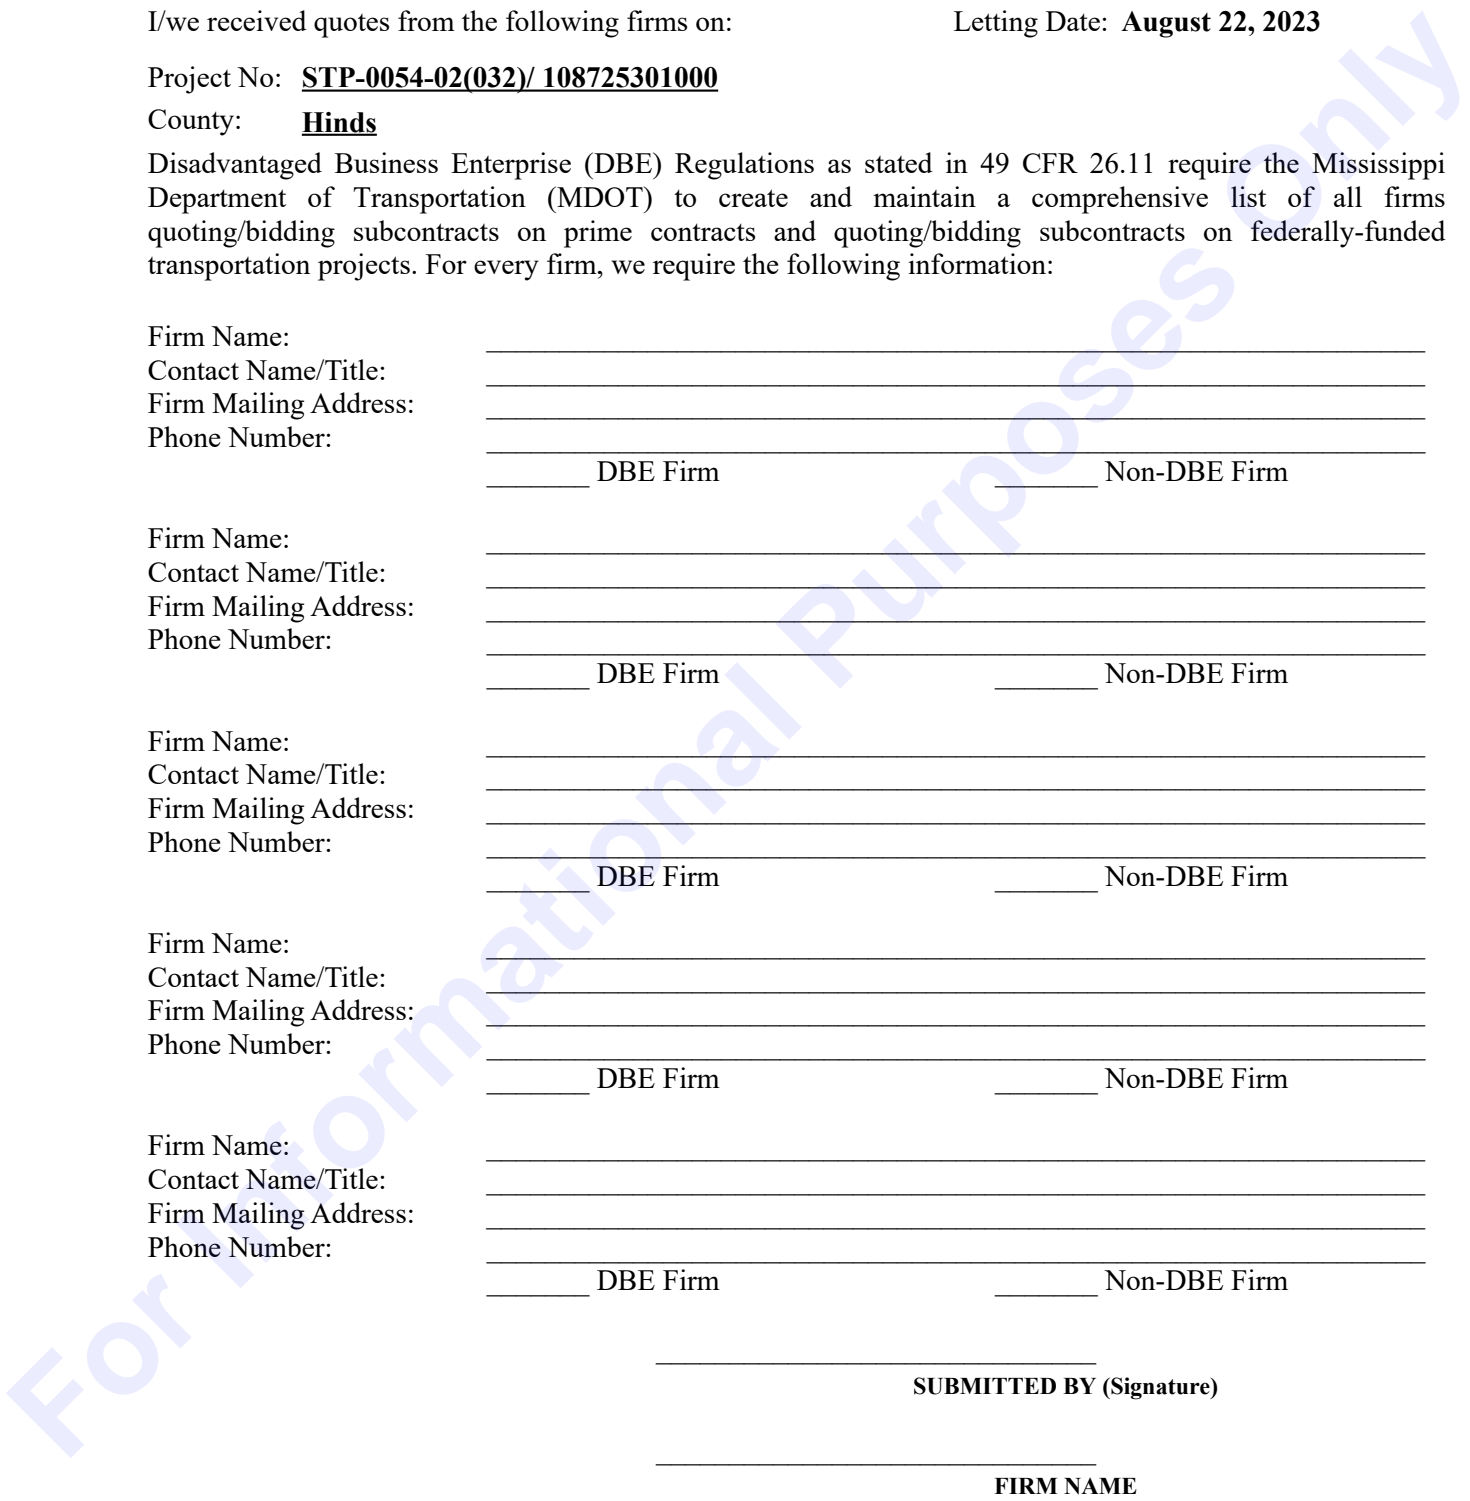 I/we received quotes from the following firms on: Letting Date: August 22, 2023
Project No: STP-0054-02(032)/ 108725301000
County: Hinds
Disadvantaged Business Enterprise (DBE) Regulations as stated in 49 CFR 26.11 require the Mississippi
Department of Transportation (MDOT) to create and maintain a comprehensive list of all firms
quoting/bidding subcontracts on prime contracts and quoting/bidding subcontracts on federally-funded
transportation projects. For every firm, we require the following information:
Firm Name:
Contact Name/Title:
Firm Mailing Address:
Phone Number:
DBE Firm Non-DBE Firm
Firm Name:
Contact Name/Title:
Firm Mailing Address:
Phone Number:
DBE Firm Non-DBE Firm
Firm Name:
Contact Name/Title:
Firm Mailing Address:
Phone Number:
DBE Firm Non-DBE Firm
Firm Name:
Contact Name/Title:
Firm Mailing Address:
Phone Number:
DBE Firm Non-DBE Firm
Firm Name:
Contact Name/Title:
Firm Mailing Address:
Phone Number:
DBE Firm Non-DBE Firm
SUBMITTED BY (Signature)
FIRM NAME
For Informational Purposes Only